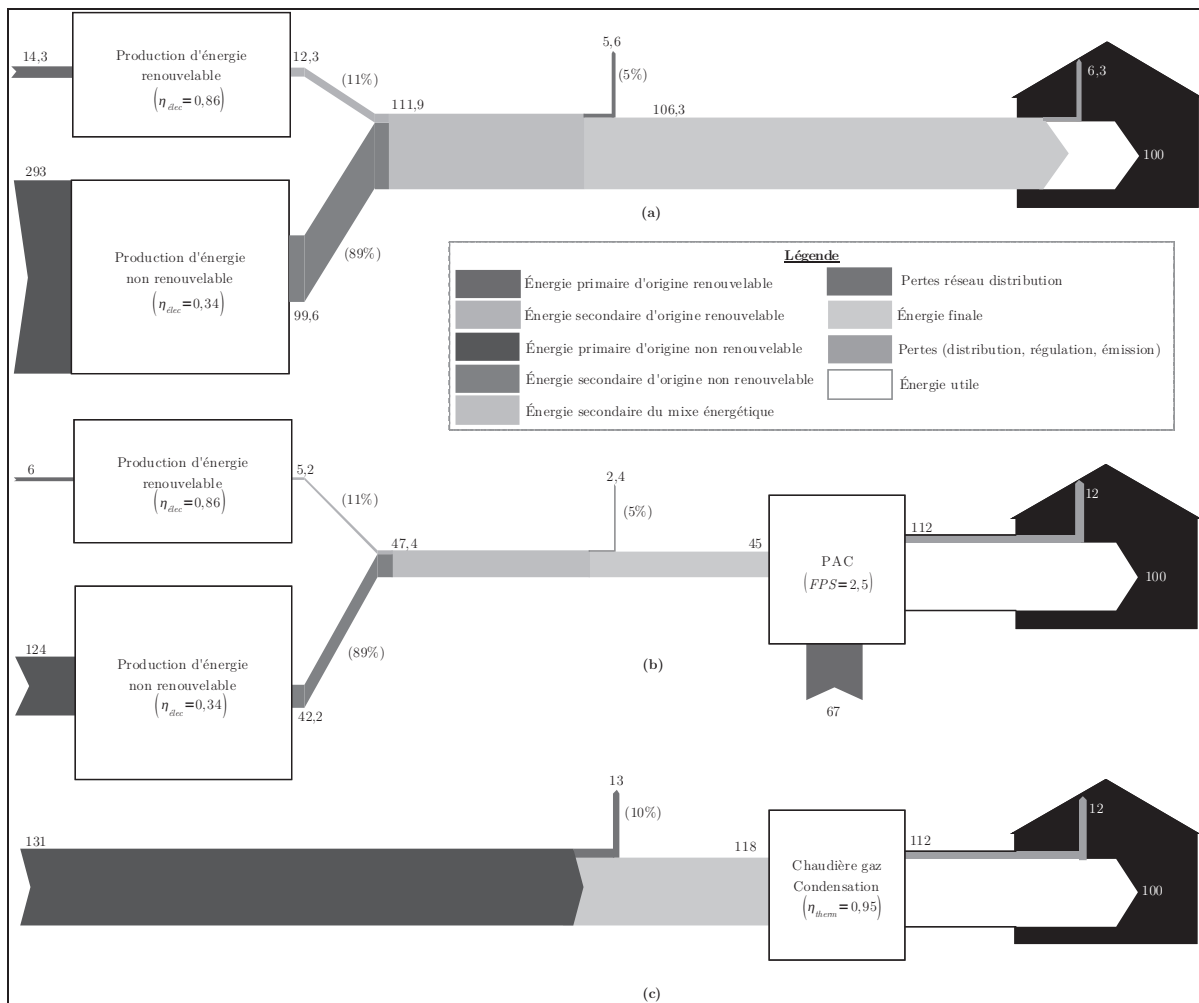 14,3
Production d'énergie
renouvelable
(η élec = 0,86)
12,3
(11%)
111,9
5,6
(5%)
106,3
6,3
100
293
Production d'énergie
non renouvelable
(η élec = 0,34)
99,6
(89%)
(a)
Légende
Énergie primaire d'origine renouvelable
Énergie secondaire d'origine renouvelable
Énergie primaire d'origine non renouvelable
Énergie secondaire d'origine non renouvelable
Énergie secondaire du mixe énergétique
Pertes réseau distribution
Énergie finale
Pertes (distribution, régulation, émission)
Énergie utile
6
Production d'énergie
renouvelable
(η élec = 0,86)
5,2
(11%)
47,4
2,4
(5%)
45
PAC
(FPS = 2,5)
112
12
100
124
Production d'énergie
non renouvelable
(η élec = 0,34)
42,2
(89%)
(b)
67
131
13
(10%)
118
Chaudière gaz
Condensation
(η therm = 0,95)
112
12
100
(c)